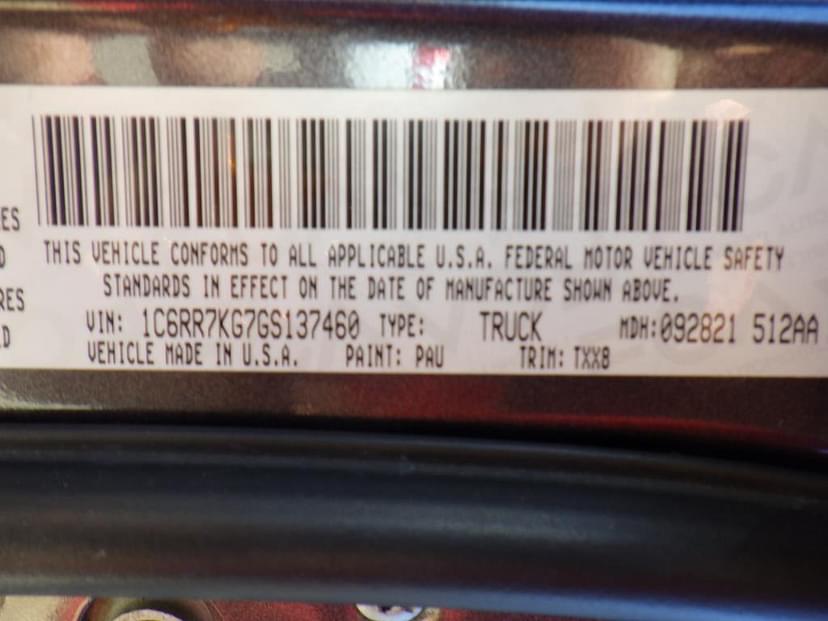 THIS VEHICLE CONFORMS TO ALL APPLICABLE U.S.A. FEDERAL MOTOR VEHICLE SAFETY
STANDARDS IN EFFECT ON THE DATE OF MANUFACTURE SHOWN ABOVE.
VIN: 1C6RR7KG7GS137460 TYPE: TRUCK MDH:092821 512AA
VEHICLE MADE IN U.S.A. PAINT: PAU TRIM: TXX8